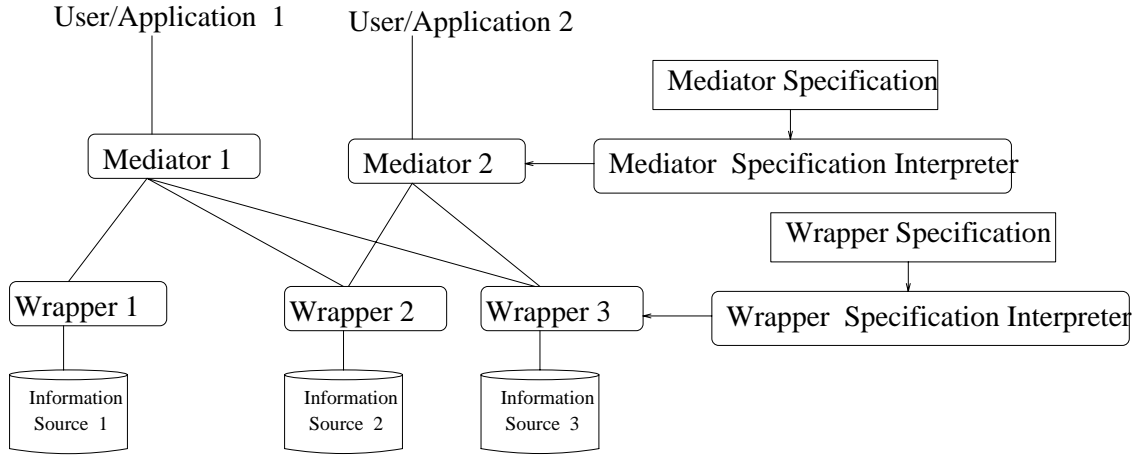 User/Application 1
User/Application 2
Mediator Specification
Mediator 1
Mediator 2
Mediator Specification Interpreter
Wrapper Specification
Wrapper 1
Wrapper 2
Wrapper 3
Wrapper Specification Interpreter
Information
Source 1
Information
Source 2
Information
Source 3